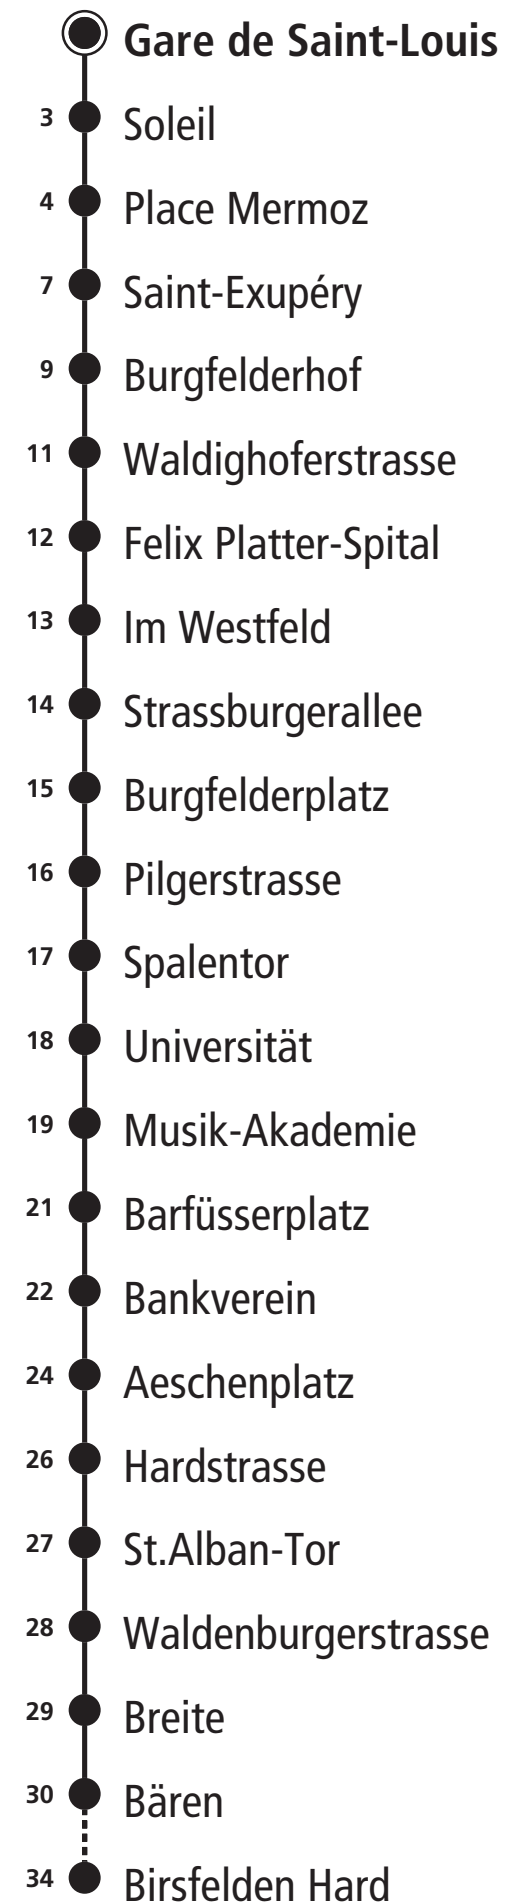 Gare de Saint-Louis
3 Soleil
4 Place Mermoz
7 Saint-Exupéry
9 Burgfelderhof
11 Waldighoferstrasse
12 Felix Platter-Spital
13 Im Westfeld
14 Strassburgerallee
15 Burgfelderplatz
16 Pilgerstrasse
17 Spalentor
18 Universität
19 Musik-Akademie
21 Barfüsserplatz
22 Bankverein
24 Aeschenplatz
26 Hardstrasse
27 St.Alban-Tor
28 Waldenburgerstrasse
29 Breite
30 Bären
34 Birsfelden Hard